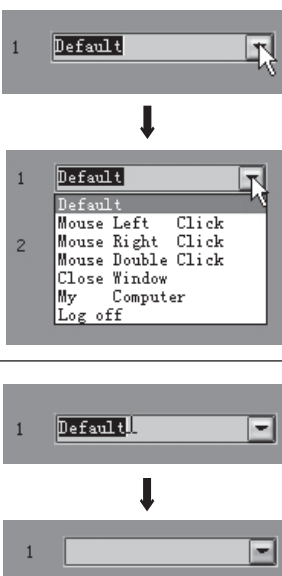 1 Default
1 Default
Default
Mouse Left Click
2 Mouse Right Click
Mouse Double Click
Close Window
My Computer
Log off
1 Default
1